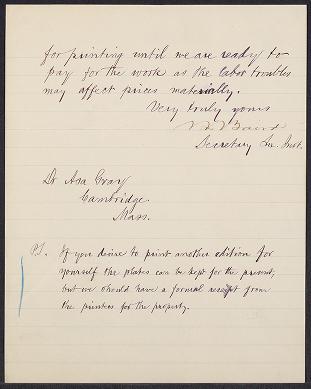 for printing until we are ready to
pay for the work as the labor troubles
may affect prices materially.
Very truly yours
Baird
Secretary Sm. Inst.
Dr Asa Gray
Cambridge
Mass.
P.S. If you desire to print another edition for
yourself the plates can be kept for the present,
but we should have a formal receipt from
the printers for the property.